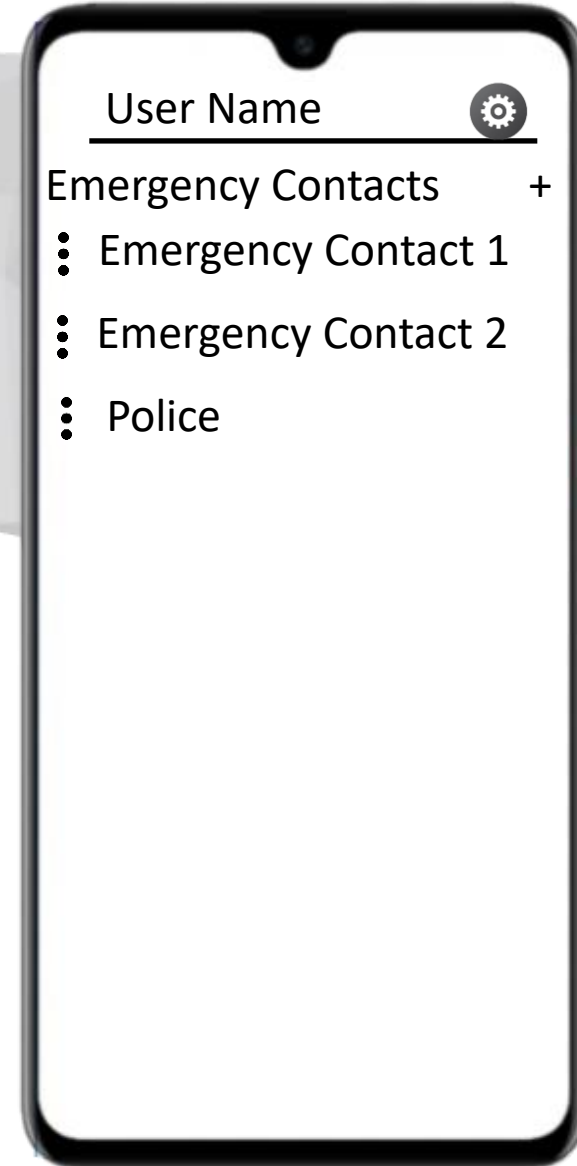 User Name
Emergency Contacts +
Emergency Contact 1
Emergency Contact 2
Police